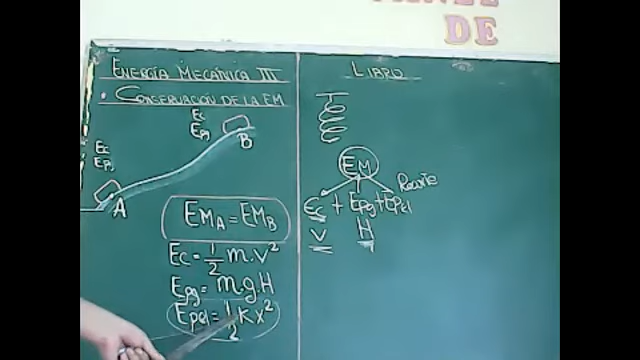 DE
ENERGÍA MECÁNICA III
• CONSERVACIÓN DE LA EM
Ec
Epg
B
Ec
Epg
A
EMA = EMB
Ec = 1/2 m.v²
Epg = m.g.H
Epel = 1/2 K x²
LIBRO
EM
Resorte
Ec + Epg + Epel
V H